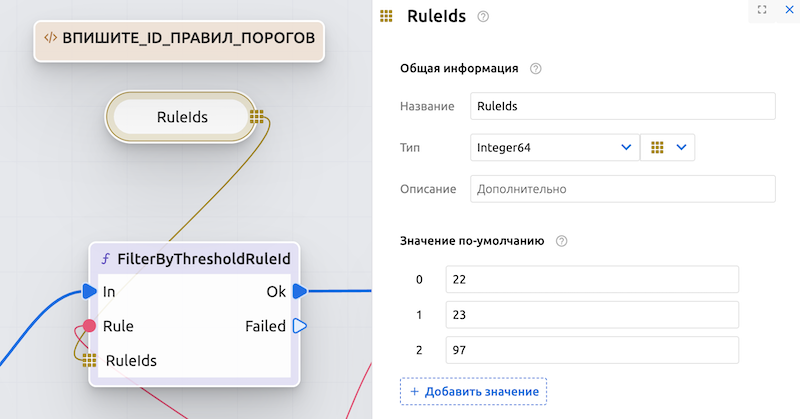 </> ВПИШИТЕ_ID_ПРАВИЛ_ПОРОГОВ
RuleIds
ƒ FilterByThresholdRuleId
In Ok
Rule Failed
RuleIds
RuleIds ?
Общая информация ?
Название RuleIds
Тип Integer64
Описание Дополнительно
Значение по-умолчанию ?
0 22
1 23
2 97
+ Добавить значение